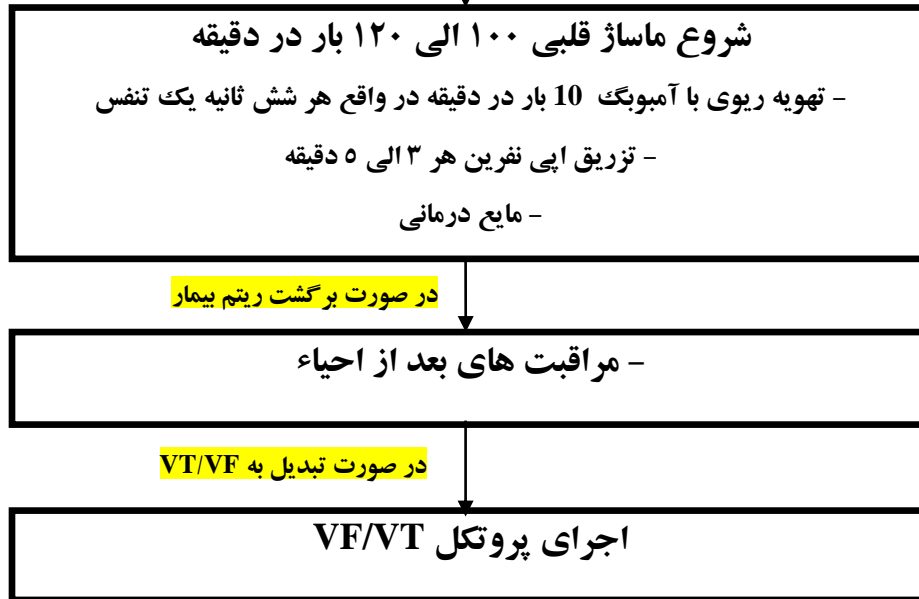 شروع ماساژ قلبی ۱۰۰ الی ۱۲۰ بار در دقیقه
- تهویه ریوی با آمبوبگ 10 بار در دقیقه در واقع هر شش ثانیه یک تنفس
- تزریق اپی نفرین هر ۳ الی ۵ دقیقه
- مایع درمانی
در صورت برگشت ریتم بیمار
- مراقبت های بعد از احیاء
در صورت تبدیل به VT/VF
اجرای پروتکل VF/VT